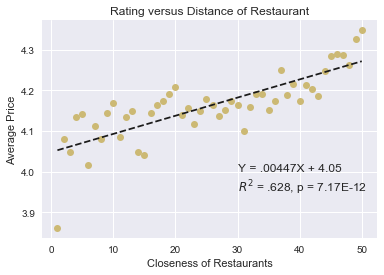 Rating versus Distance of Restaurant
4.3
4.2
4.1
4.0
3.9
Average Price
Y = .00447X + 4.05
R² = .628, p = 7.17E-12
0 10 20 30 40 50
Closeness of Restaurants